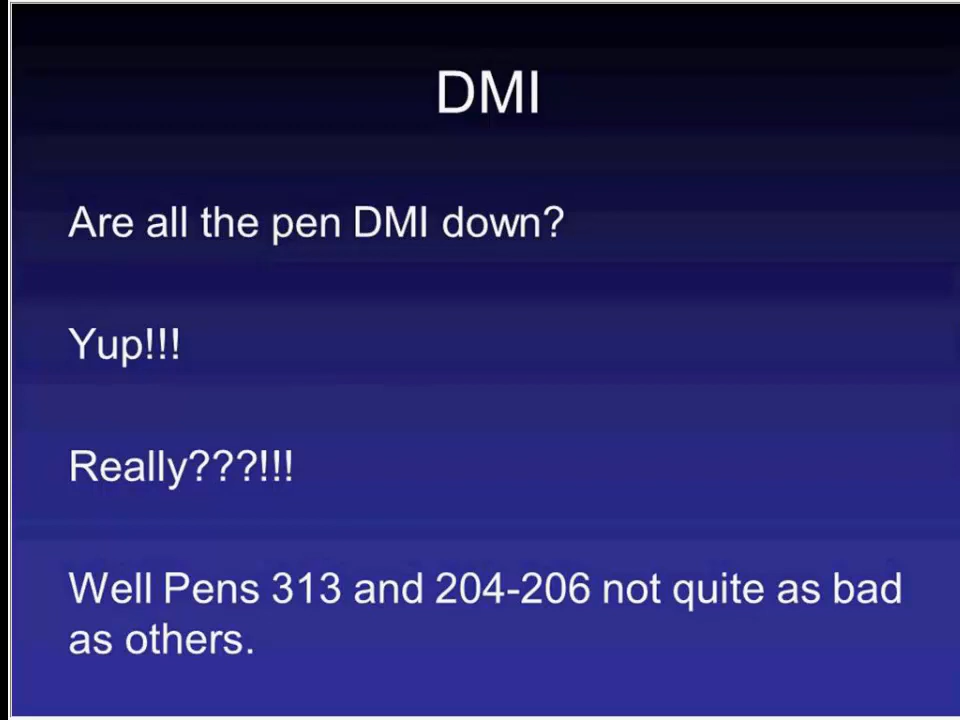 DMI
Are all the pen DMI down?
Yup!!!
Really???!!!
Well Pens 313 and 204-206 not quite as bad
as others.